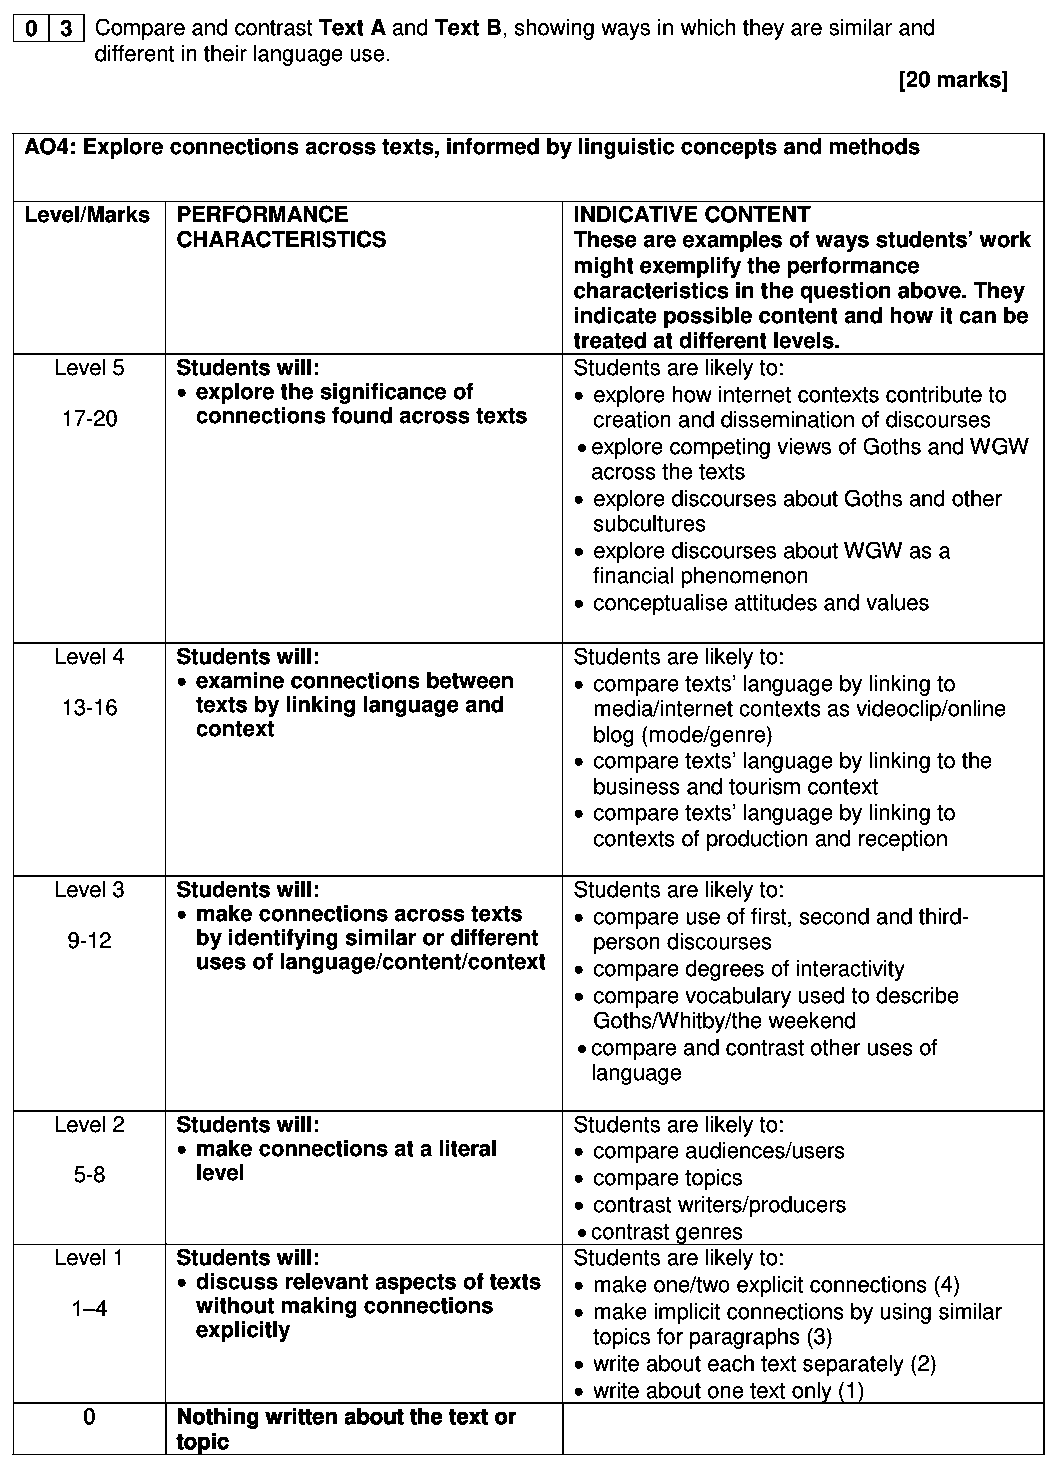 0 3 Compare and contrast Text A and Text B, showing ways in which they are similar and
different in their language use.
[20 marks]
AO4: Explore connections across texts, informed by linguistic concepts and methods
Level/Marks
PERFORMANCE
CHARACTERISTICS
INDICATIVE CONTENT
These are examples of ways students' work
might exemplify the performance
characteristics in the question above. They
indicate possible content and how it can be
treated at different levels.
Level 5
17-20
Students will:
• explore the significance of
connections found across texts
Students are likely to:
• explore how internet contexts contribute to
creation and dissemination of discourses
• explore competing views of Goths and WGW
across the texts
• explore discourses about Goths and other
subcultures
• explore discourses about WGW as a
financial phenomenon
• conceptualise attitudes and values
Level 4
13-16
Students will:
• examine connections between
texts by linking language and
context
Students are likely to:
• compare texts' language by linking to
media/internet contexts as videoclip/online
blog (mode/genre)
• compare texts' language by linking to the
business and tourism context
• compare texts' language by linking to
contexts of production and reception
Level 3
9-12
Students will:
• make connections across texts
by identifying similar or different
uses of language/content/context
Students are likely to:
• compare use of first, second and third-
person discourses
• compare degrees of interactivity
• compare vocabulary used to describe
Goths/Whitby/the weekend
• compare and contrast other uses of
language
Level 2
5-8
Students will:
• make connections at a literal
level
Students are likely to:
• compare audiences/users
• compare topics
• contrast writers/producers
• contrast genres
Level 1
1–4
Students will:
• discuss relevant aspects of texts
without making connections
explicitly
Students are likely to:
• make one/two explicit connections (4)
• make implicit connections by using similar
topics for paragraphs (3)
• write about each text separately (2)
• write about one text only (1)
0
Nothing written about the text or
topic